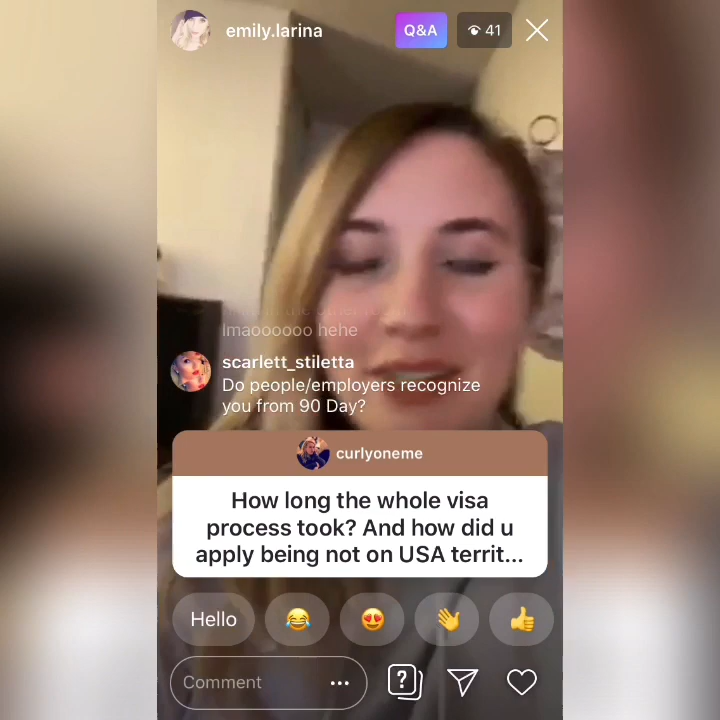 emily.larina
Q&A
41
lmaoooooo hehe
scarlett_stiletta
Do people/employers recognize
you from 90 Day?
curlyoneme
How long the whole visa
process took? And how did u
apply being not on USA territ...
Hello
Comment